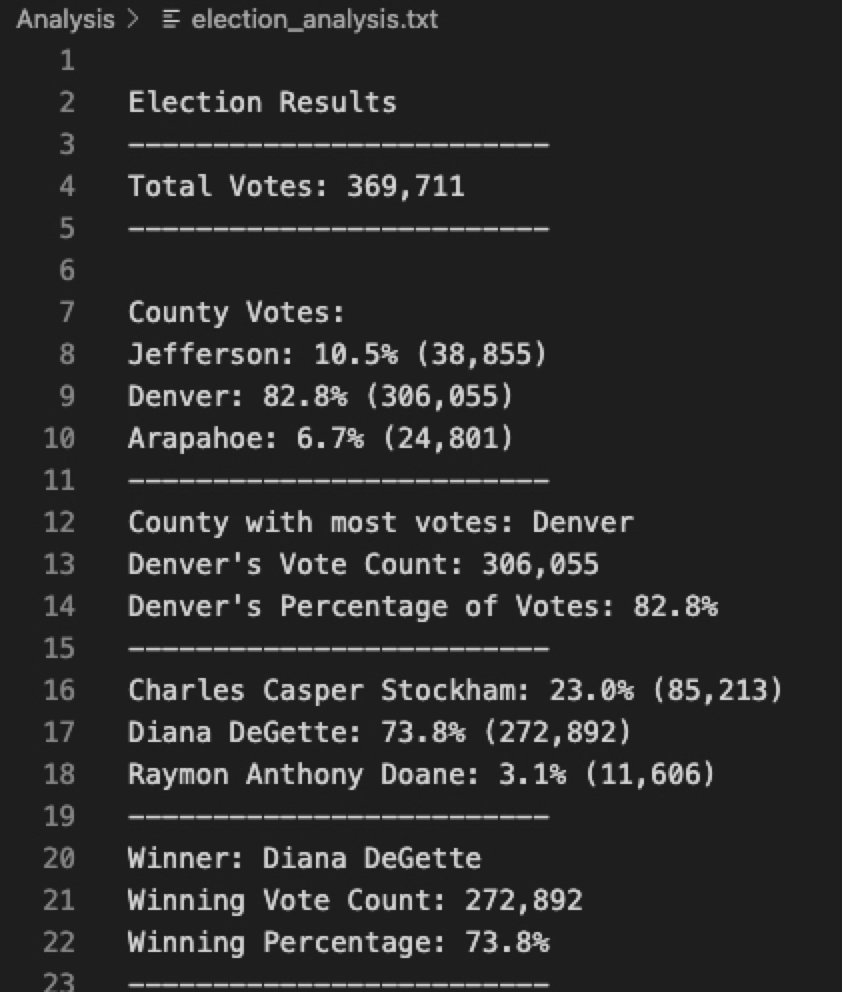 Analysis > election_analysis.txt
1
2 Election Results
3 -------------------------
4 Total Votes: 369,711
5 -------------------------
6
7 County Votes:
8 Jefferson: 10.5% (38,855)
9 Denver: 82.8% (306,055)
10 Arapahoe: 6.7% (24,801)
11 -------------------------
12 County with most votes: Denver
13 Denver's Vote Count: 306,055
14 Denver's Percentage of Votes: 82.8%
15 -------------------------
16 Charles Casper Stockham: 23.0% (85,213)
17 Diana DeGette: 73.8% (272,892)
18 Raymon Anthony Doane: 3.1% (11,606)
19 -------------------------
20 Winner: Diana DeGette
21 Winning Vote Count: 272,892
22 Winning Percentage: 73.8%
23 -------------------------